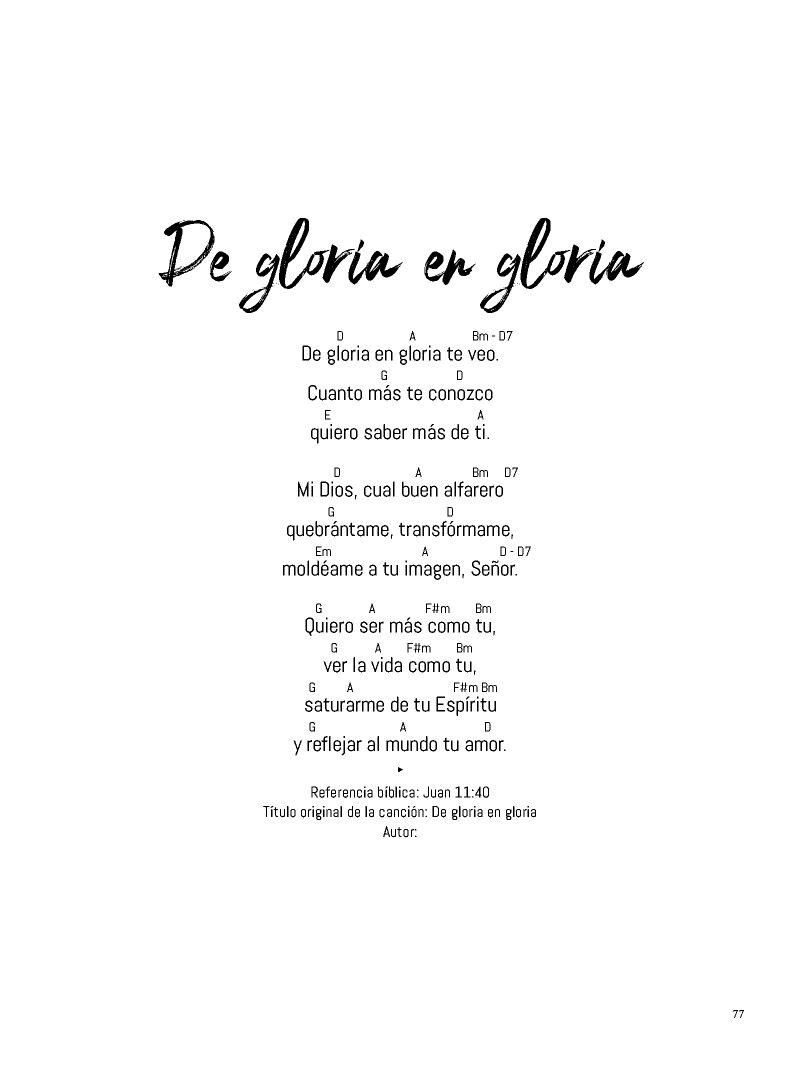 De gloria en gloria
D A Bm - D7
De gloria en gloria te veo.
G D
Cuanto más te conozco
E A
quiero saber más de ti.
D A Bm D7
Mi Dios, cual buen alfarero
G D
quebrántame, transfórmame,
Em A D - D7
moldéame a tu imagen, Señor.
G A F#m Bm
Quiero ser más como tu,
G A F#m Bm
ver la vida como tu,
G A F#m Bm
saturarme de tu Espíritu
G A D
y reflejar al mundo tu amor.
Referencia bíblica: Juan 11:40
Título original de la canción: De gloria en gloria
Autor:
77